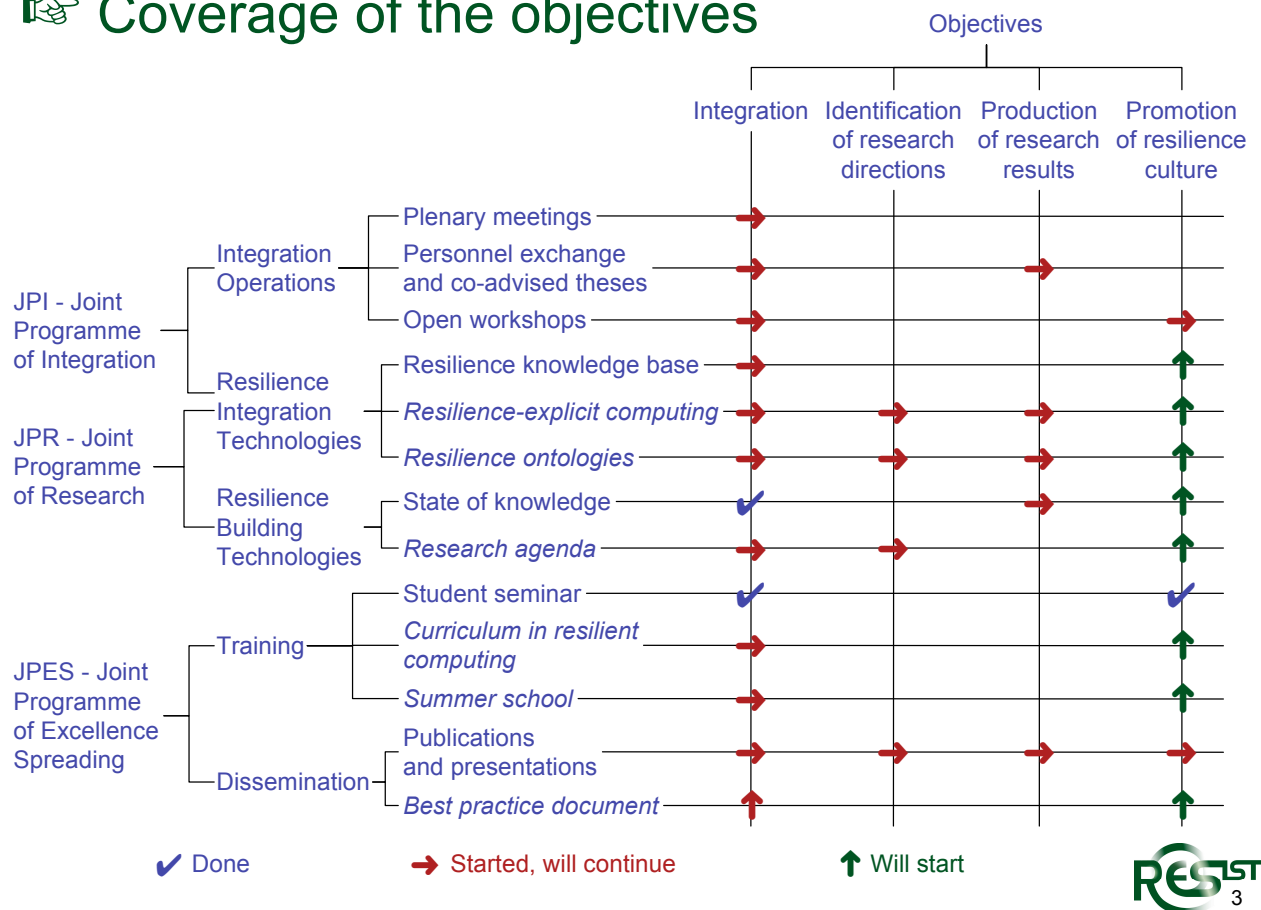 Coverage of the objectives
Objectives
Integration
Identification
of research
directions
Production
of research
results
Promotion
of resilience
culture
JPI - Joint
Programme
of Integration
Integration
Operations
Plenary meetings
Personnel exchange
and co-advised theses
Open workshops
JPR - Joint
Programme
of Research
Resilience
Integration
Technologies
Resilience knowledge base
Resilience-explicit computing
Resilience ontologies
Resilience
Building
Technologies
State of knowledge
Research agenda
JPES - Joint
Programme
of Excellence
Spreading
Training
Student seminar
Curriculum in resilient
computing
Summer school
Dissemination
Publications
and presentations
Best practice document
Done
Started, will continue
Will start
RESIST
3